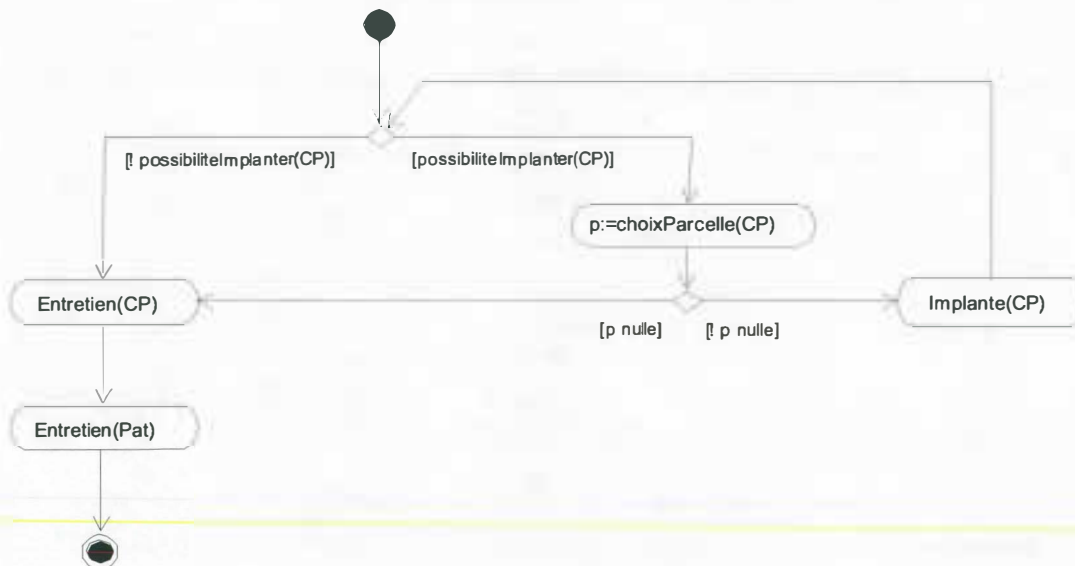 [! possibiliteImplanter(CP)]
[possibiliteImplanter(CP)]
p:=choixParcelle(CP)
Entretien(CP)
Implante(CP)
[p nulle]
[! p nulle]
Entretien(Pat)